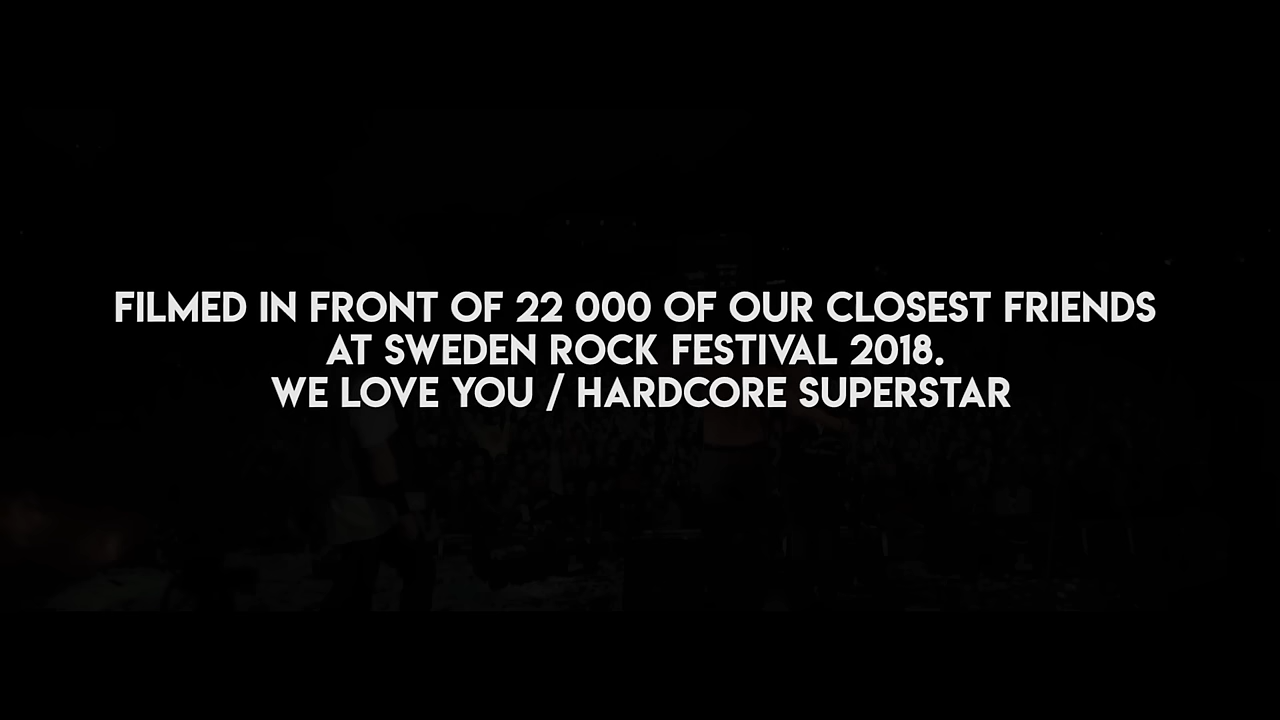 FILMED IN FRONT OF 22 000 OF OUR CLOSEST FRIENDS
AT SWEDEN ROCK FESTIVAL 2018.
WE LOVE YOU / HARDCORE SUPERSTAR